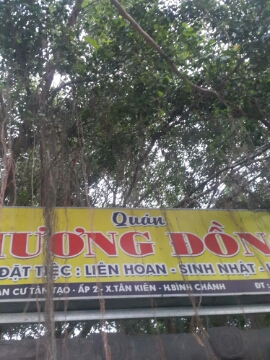 Quán
HƯƠNG ĐỒN
ĐẶT TIỆC : LIÊN HOAN - SINH NHẬT -
AN CƯ TÂN TẠO - ẤP 2 - X.TÂN KIÊN - H.BÌNH CHÁNH ĐT :